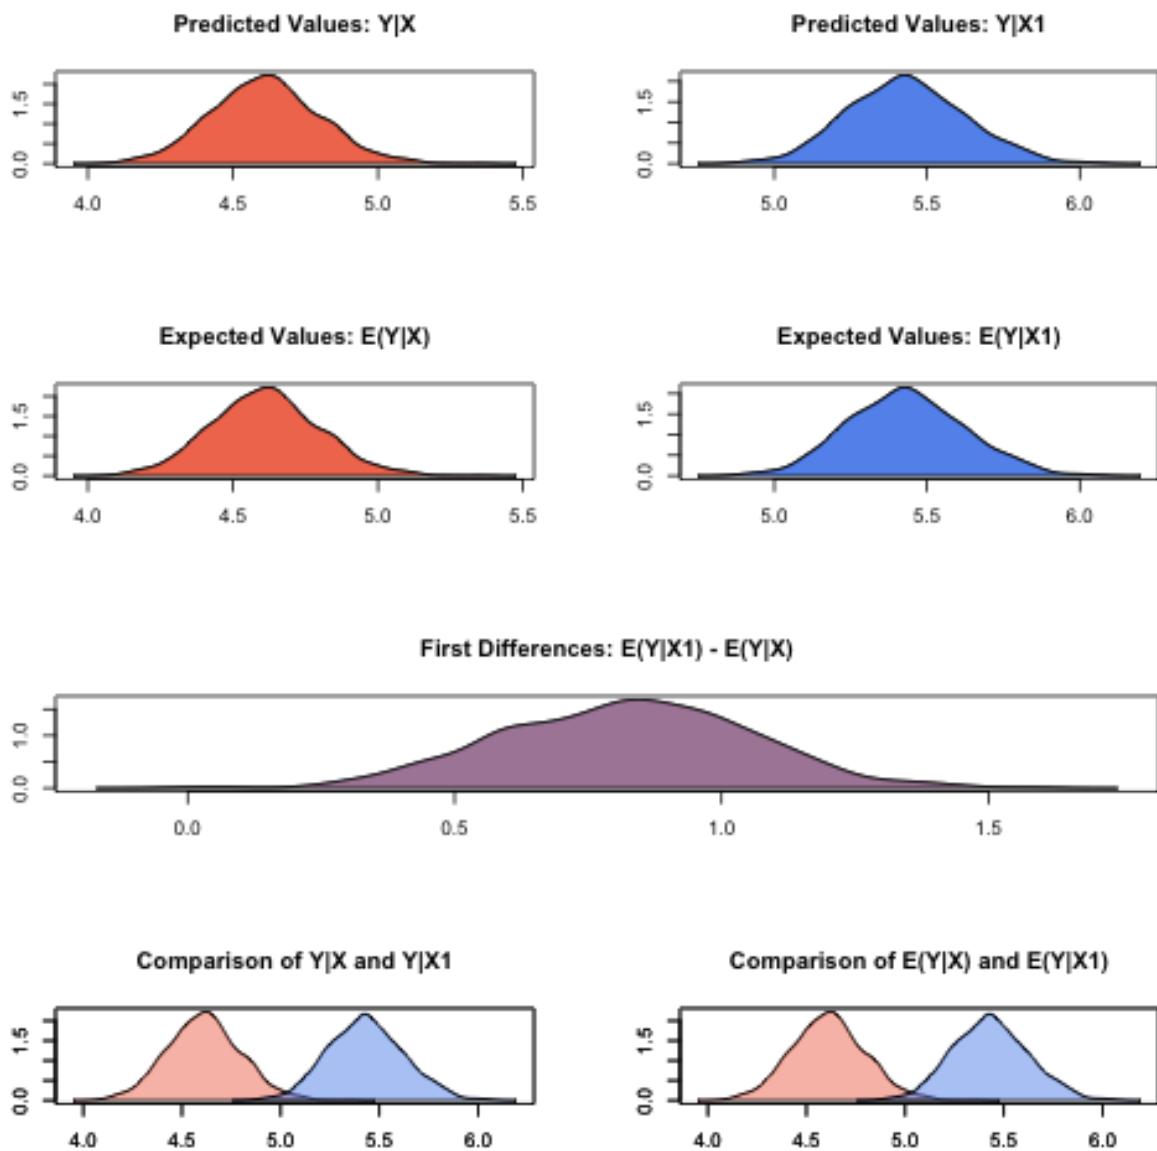 Predicted Values: Y|X
Predicted Values: Y|X1
0.0 1.5
4.0 4.5 5.0 5.5
0.0 1.5
5.0 5.5 6.0
Expected Values: E(Y|X)
Expected Values: E(Y|X1)
0.0 1.5
4.0 4.5 5.0 5.5
0.0 1.5
5.0 5.5 6.0
First Differences: E(Y|X1) - E(Y|X)
0.0 1.0
0.0 0.5 1.0 1.5
Comparison of Y|X and Y|X1
Comparison of E(Y|X) and E(Y|X1)
0.0 1.5
4.0 4.5 5.0 5.5 6.0
0.0 1.5
4.0 4.5 5.0 5.5 6.0